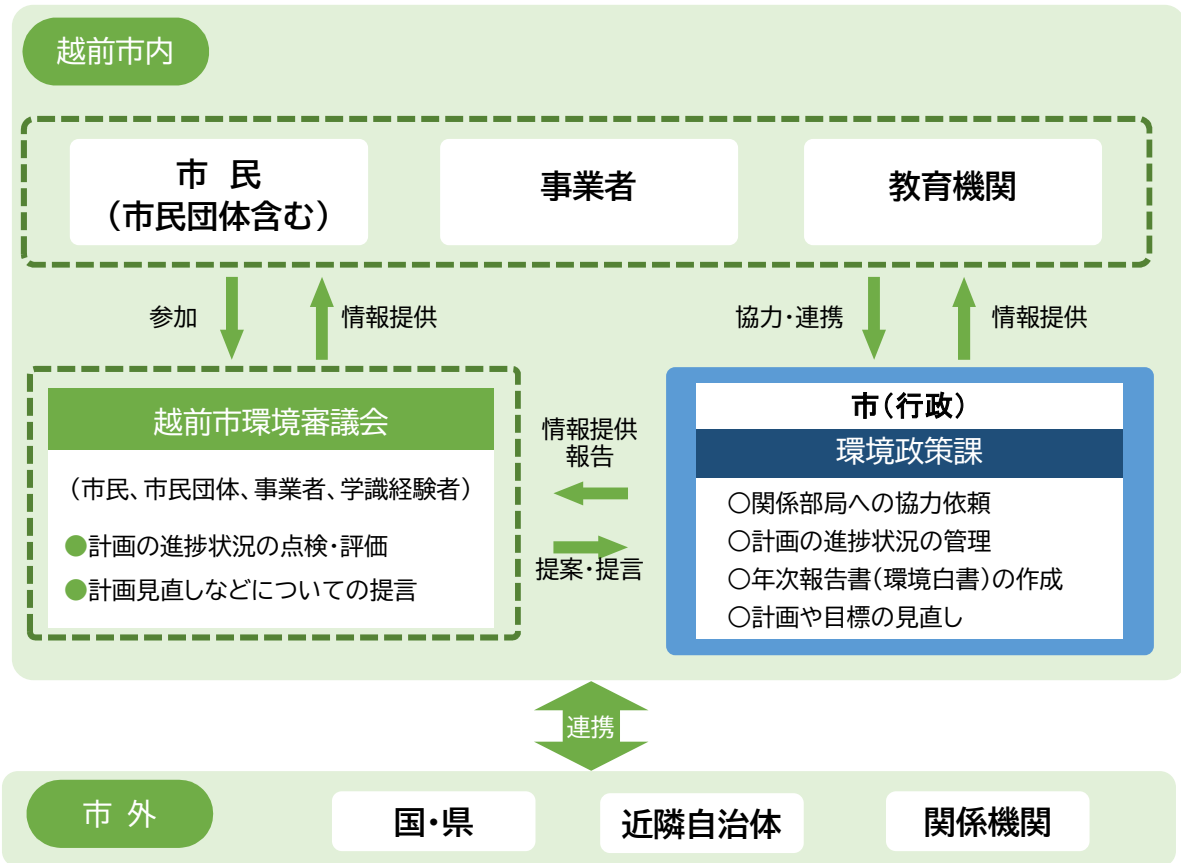 越前市内
市 民
（市民団体含む）
事業者
教育機関
参加
情報提供
協力・連携
情報提供
越前市環境審議会
（市民、市民団体、事業者、学識経験者）
●計画の進捗状況の点検・評価
●計画見直しなどについての提言
情報提供
報告
提案・提言
市（行政）
環境政策課
〇関係部局への協力依頼
〇計画の進捗状況の管理
〇年次報告書（環境白書）の作成
〇計画や目標の見直し
連携
市 外
国・県
近隣自治体
関係機関